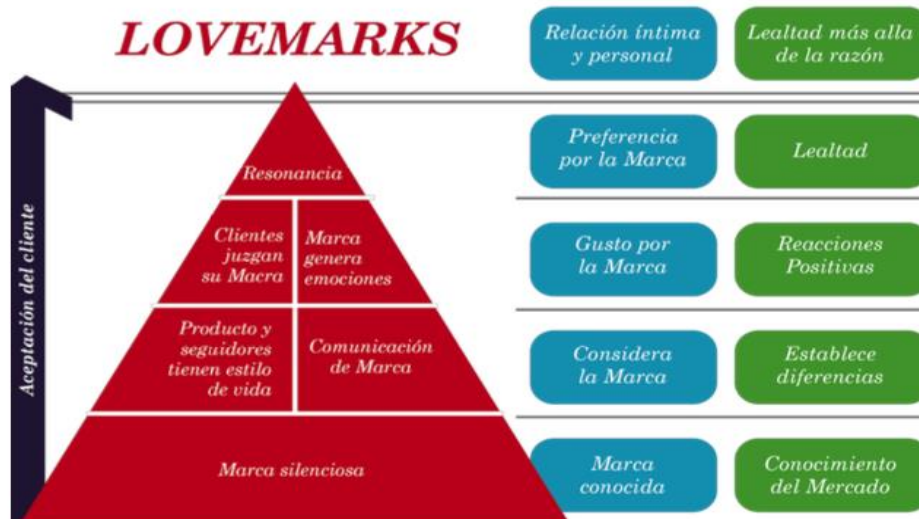 LOVEMARKS
Relación íntima
y personal
Lealtad más alla
de la razón
Aceptación del cliente
Resonancia
Preferencia
por la Marca
Lealtad
Clientes
juzgan
su Macra
Marca
genera
emociones
Gusto por
la Marca
Reacciones
Positivas
Producto y
seguidores
tienen estilo
de vida
Comunicación
de Marca
Considera
la Marca
Establece
diferencias
Marca silenciosa
Marca
conocida
Conocimiento
del Mercado